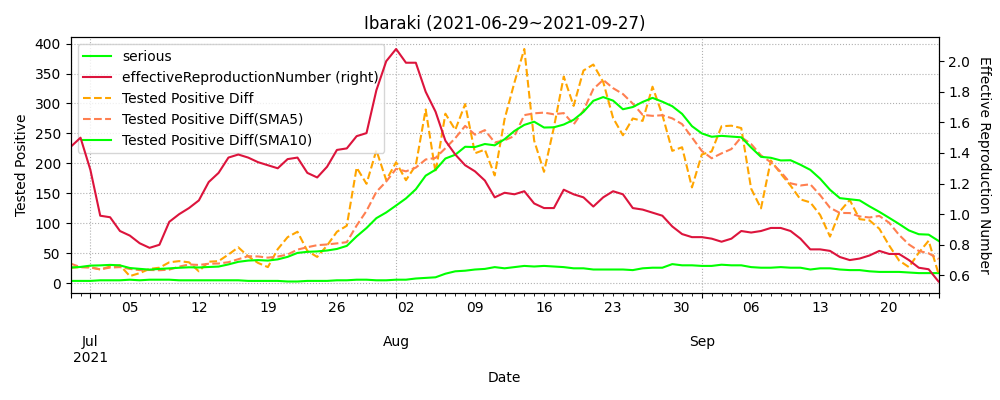 Ibaraki (2021-06-29~2021-09-27)
serious
effectiveReproductionNumber (right)
Tested Positive Diff
Tested Positive Diff(SMA5)
Tested Positive Diff(SMA10)
Tested Positive
400
350
300
250
200
150
100
50
0
2.0
1.8
1.6
1.4
1.2
1.0
0.8
0.6
Effective Reproduction Number
05 12 19 26 02 09 16 23 30 06 13 20
Jul Aug Sep
2021
Date